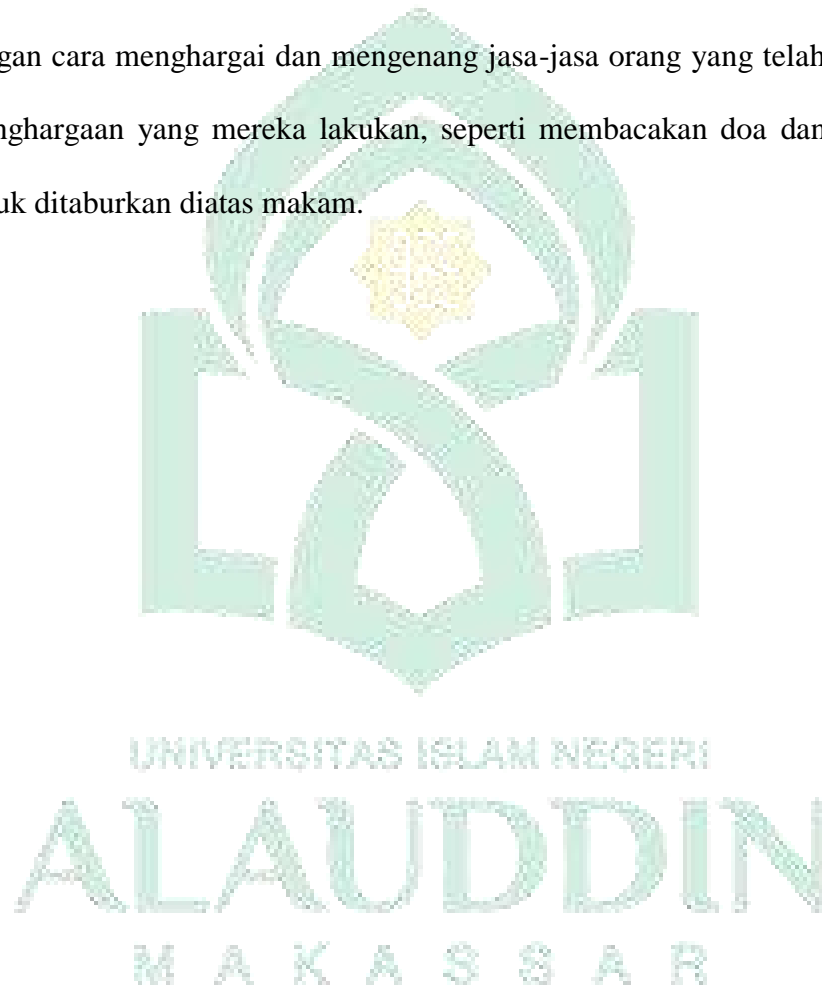 gan cara menghargai dan mengenang jasa-jasa orang yang telah
nghargaan yang mereka lakukan, seperti membacakan doa dan
uk ditaburkan diatas makam.
UNIVERSITAS ISLAM NEGERI
ALAUDDIN
MAKASSAR